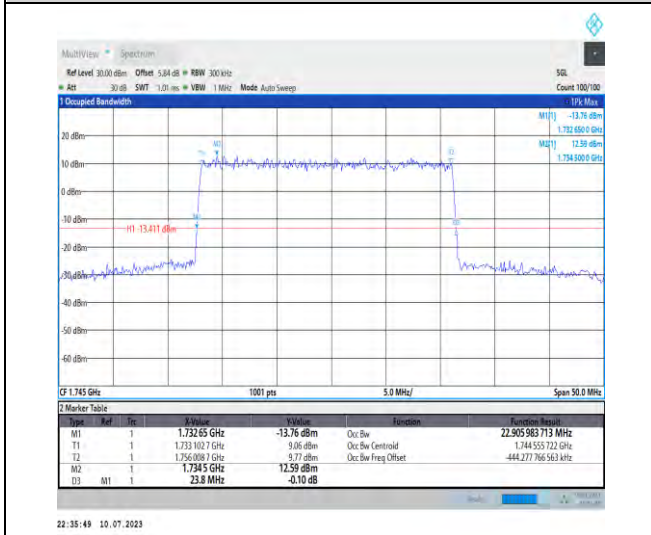 MultiView Spectrum
Ref Level 30.00 dBm Offset 5.84 dB RBW 300 kHz SGL
Att 30 dB SWT 1.01 ms VBW 1 MHz Mode Auto Sweep Count 100/100
1 Occupied Bandwidth 1Pk Max
M1[1] -13.76 dBm
1.732 650 0 GHz
M2[1] 12.59 dBm
1.734 500 0 GHz
20 dBm
M2
T1
T2
10 dBm
0 dBm
-10 dBm
M1
D3
H1 -13.411 dBm
-20 dBm
-30 dBm
-40 dBm
-50 dBm
-60 dBm
CF 1.745 GHz 1001 pts 5.0 MHz/ Span 50.0 MHz
2 Marker Table
Type Ref Trc X-Value Y-Value Function Function Result
M1 1 1.732 65 GHz -13.76 dBm Occ Bw 22.905 983 713 MHz
T1 1 1.733 102 7 GHz 9.06 dBm Occ Bw Centroid 1.744 555 722 GHz
T2 1 1.756 008 7 GHz 9.77 dBm Occ Bw Freq Offset -444.277 766 563 kHz
M2 1 1.734 5 GHz 12.59 dBm
D3 M1 1 23.8 MHz -0.10 dB
22:35:49 10.07.2023